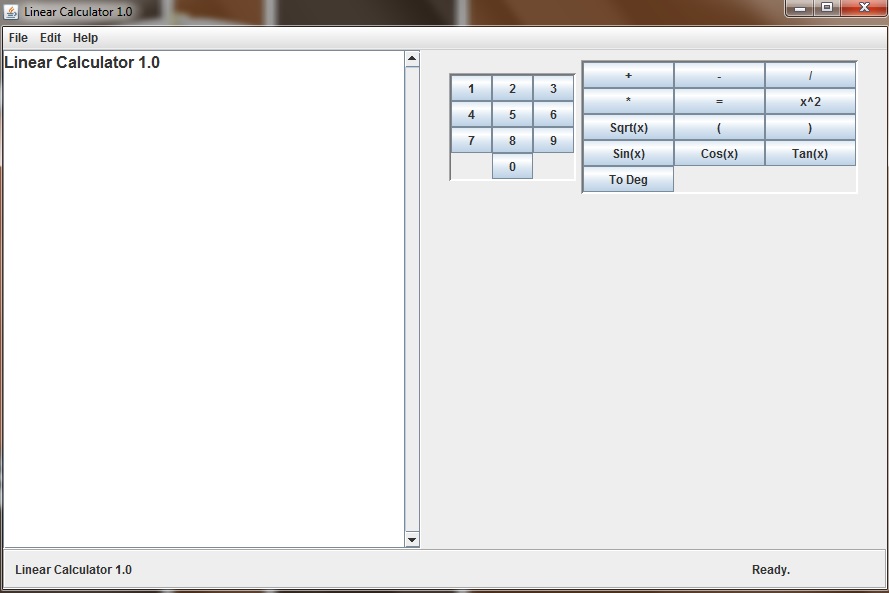 Linear Calculator 1.0
File Edit Help
Linear Calculator 1.0
1 2 3
4 5 6
7 8 9
0
+ - /
* = x^2
Sqrt(x) ( )
Sin(x) Cos(x) Tan(x)
To Deg
Linear Calculator 1.0 Ready.